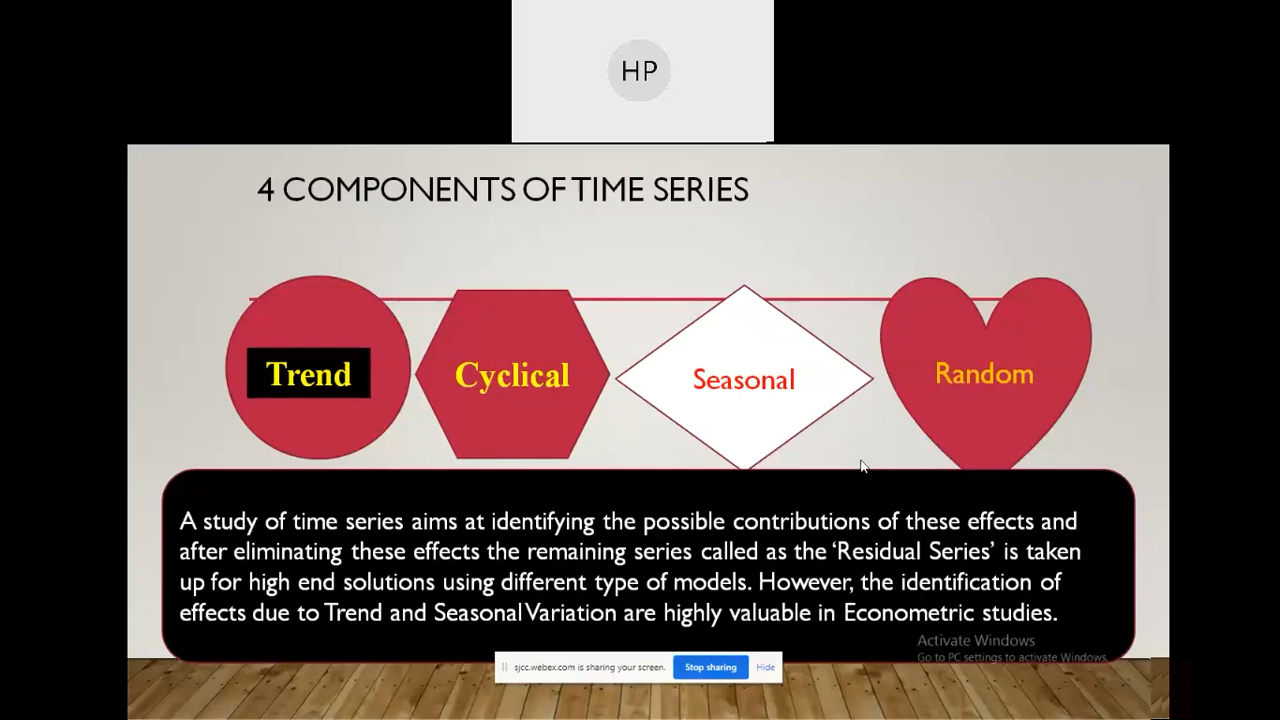 HP
4 COMPONENTS OF TIME SERIES
Trend
Cyclical
Seasonal
Random
A study of time series aims at identifying the possible contributions of these effects and
after eliminating these effects the remaining series called as the ‘Residual Series’ is taken
up for high end solutions using different type of models. However, the identification of
effects due to Trend and Seasonal Variation are highly valuable in Econometric studies.
Activate Windows
Go to PC settings to activate Windows.
sjcc.webex.com is sharing your screen.
Stop sharing
Hide